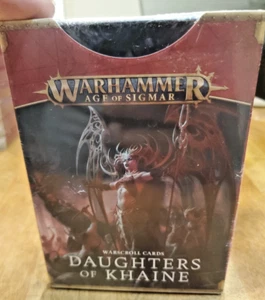 WARHAMMER
AGE OF SIGMAR
WARSCROLL CARDS
DAUGHTERS
OF KHAINE